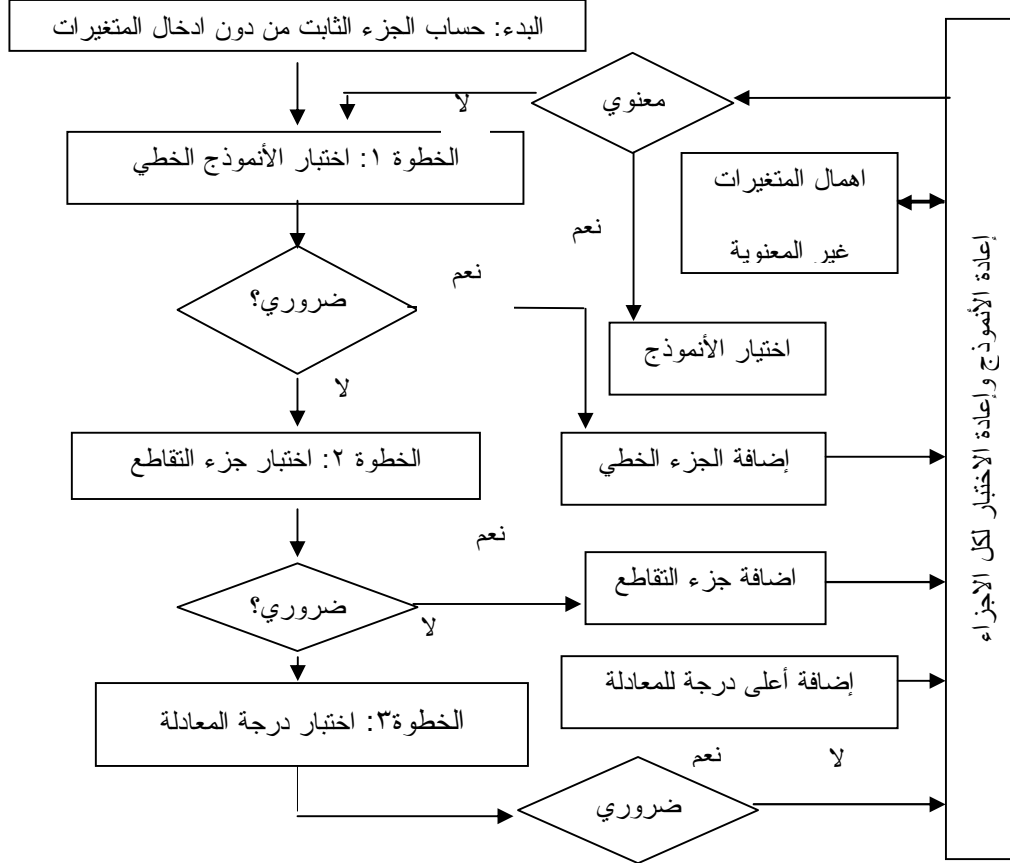 البدء: حساب الجزء الثابت من دون ادخال المتغيرات
معنوي
لا
الخطوة ١: اختبار الأنموذج الخطي
اهمال المتغيرات
غير المعنوية
نعم
نعم
ضروري؟
اختيار الأنموذج
لا
الخطوة ٢: اختبار جزء التقاطع
إضافة الجزء الخطي
نعم
ضروري؟
اضافة جزء التقاطع
لا
إضافة أعلى درجة للمعادلة
الخطوة٣: اختبار درجة المعادلة
نعم
لا
ضروري
إعادة الأنموذج وإعادة الاختبار لكل الاجزاء